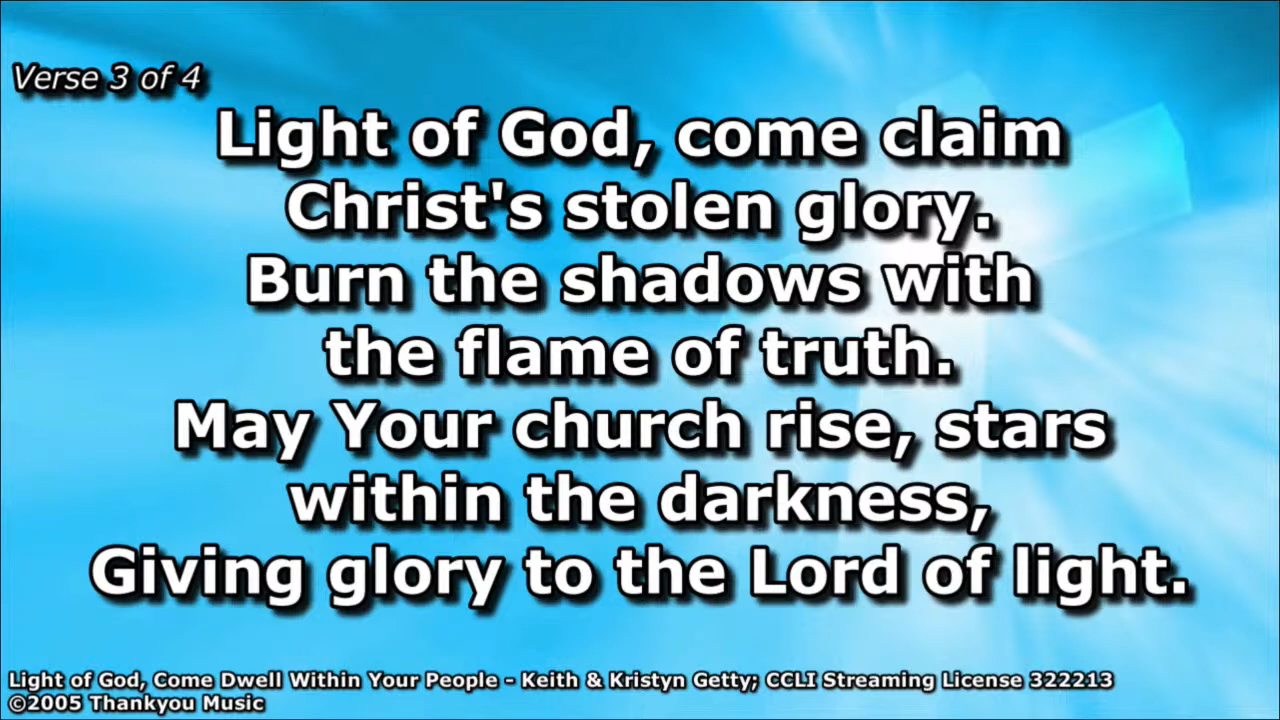 Verse 3 of 4
Light of God, come claim
Christ's stolen glory.
Burn the shadows with
the flame of truth.
May Your church rise, stars
within the darkness,
Giving glory to the Lord of light.
Light of God, Come Dwell Within Your People - Keith & Kristyn Getty; CCLI Streaming License 322213
©2005 Thankyou Music